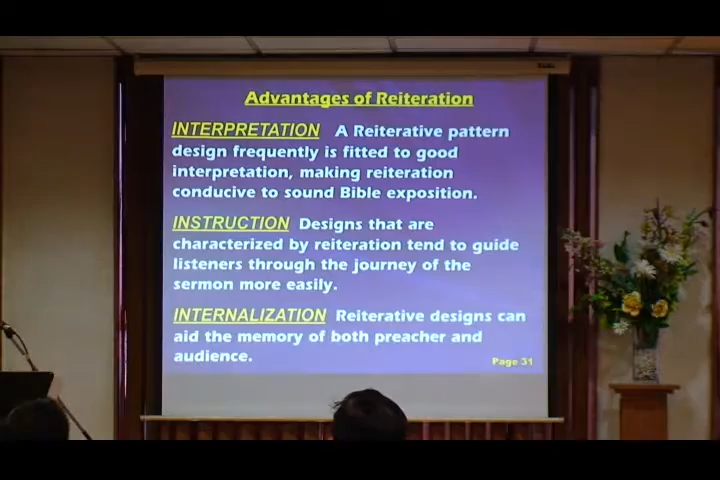 Advantages of Reiteration
INTERPRETATION A Reiterative pattern
design frequently is fitted to good
interpretation, making reiteration
conducive to sound Bible exposition.
INSTRUCTION Designs that are
characterized by reiteration tend to guide
listeners through the journey of the
sermon more easily.
INTERNALIZATION Reiterative designs can
aid the memory of both preacher and
audience.
Page 31